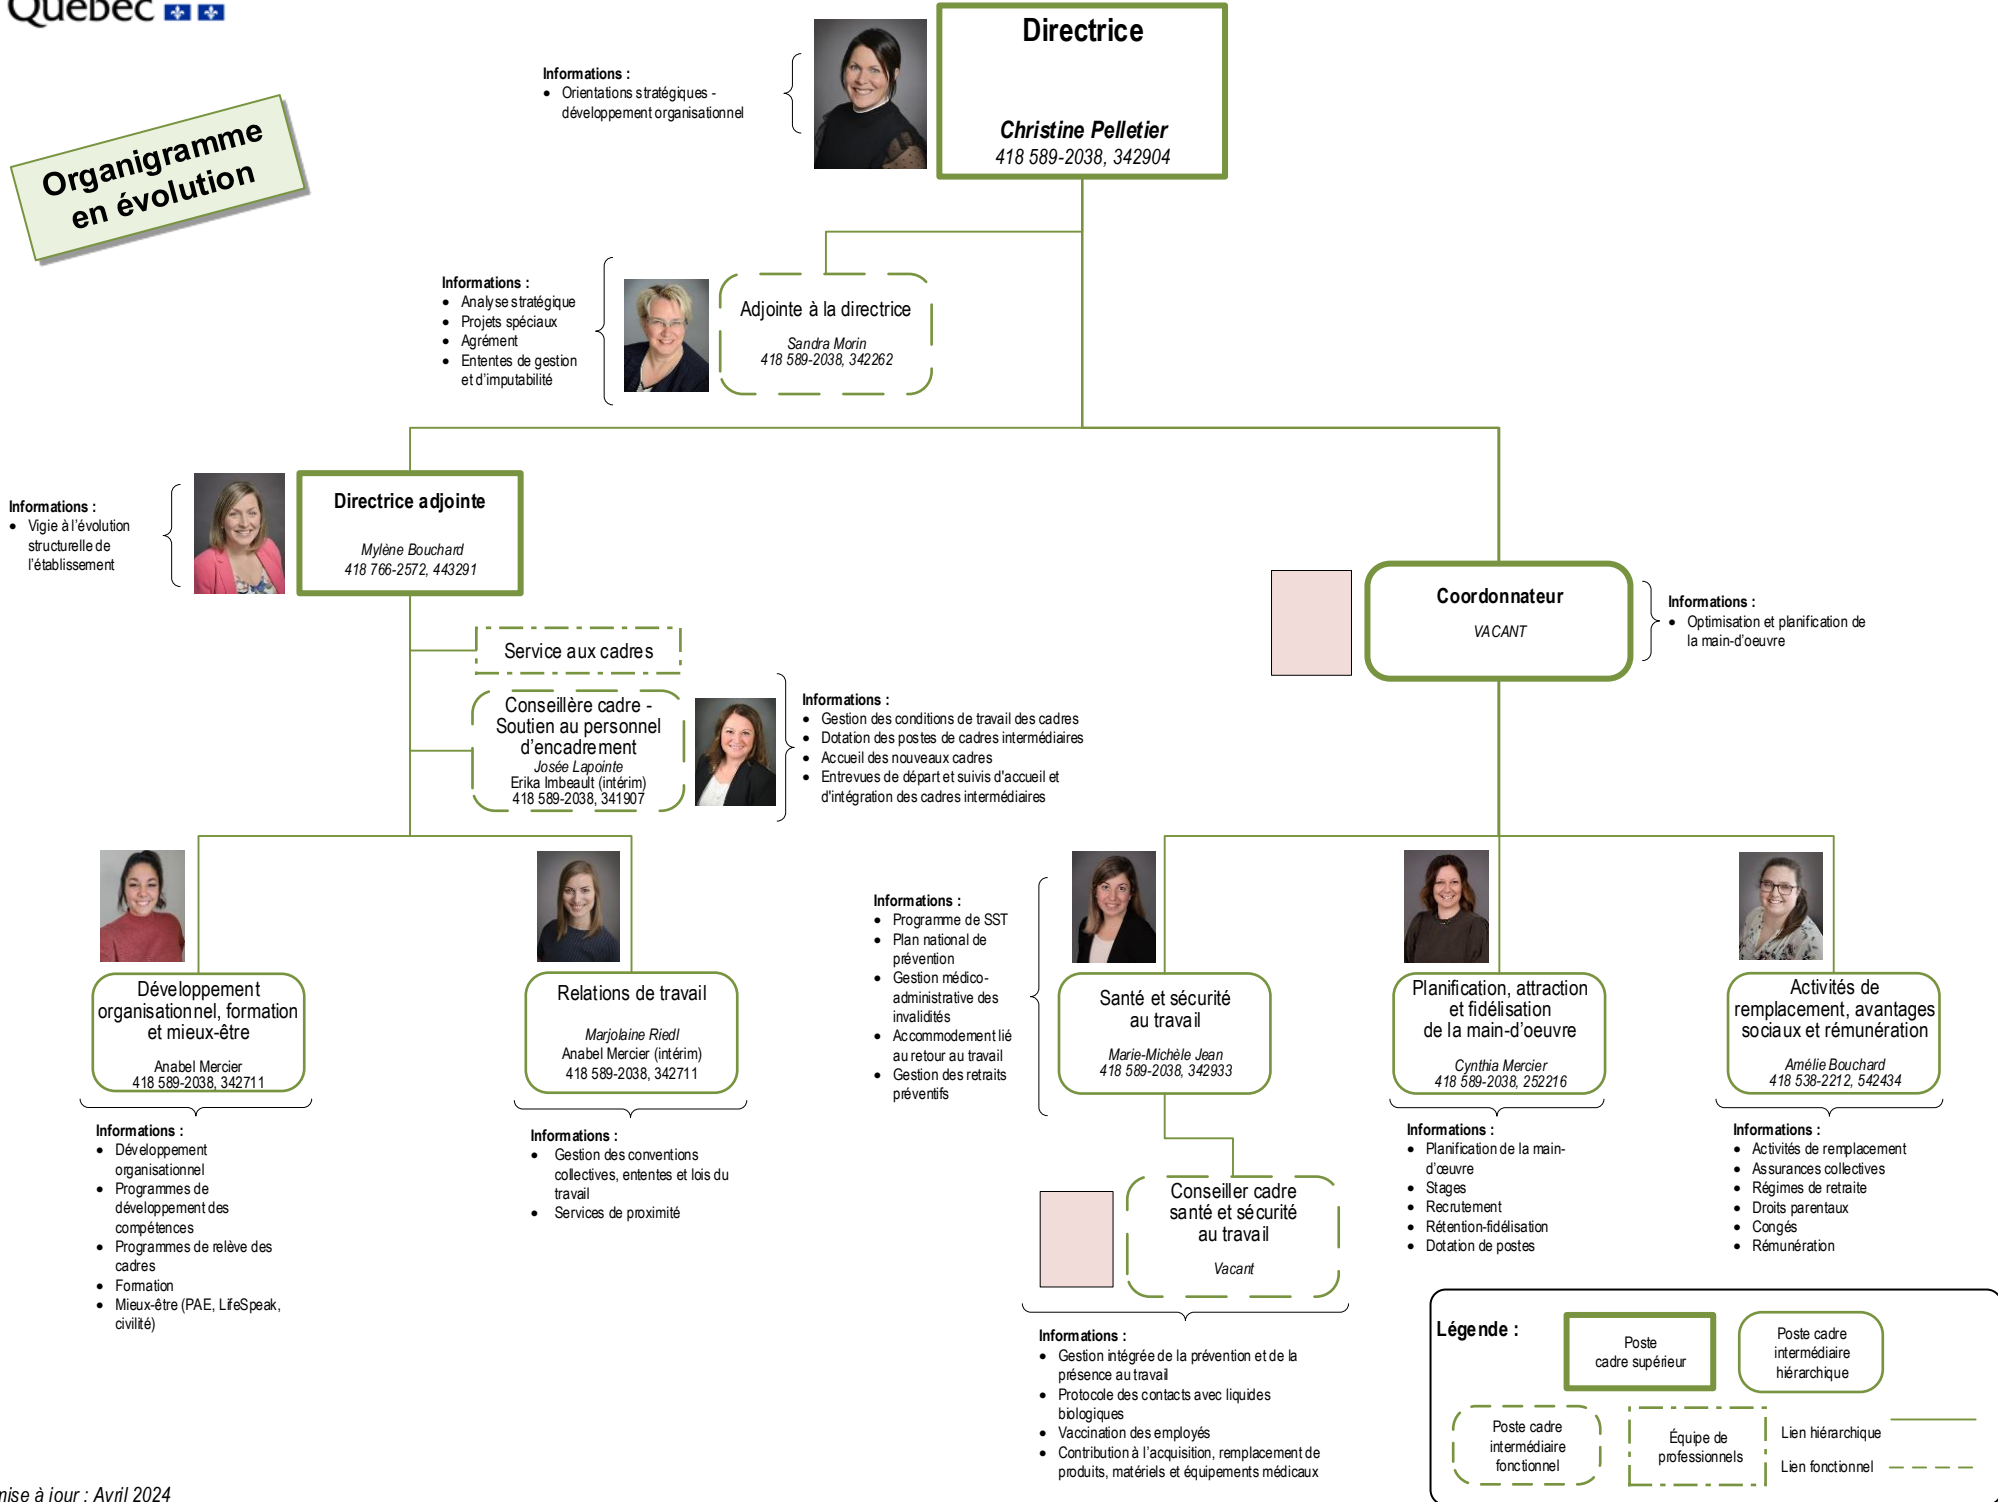 Québec
Organigramme
en évolution
Informations :
• Orientations stratégiques -
développement organisationnel
Directrice
Christine Pelletier
418 589-2038, 342904
Informations :
• Analyse stratégique
• Projets spéciaux
• Agrément
• Ententes de gestion
et d'imputabilité
Adjointe à la directrice
Sandra Morin
418 589-2038, 342262
Informations :
• Vigie à l'évolution
structurelle de
l'établissement
Directrice adjointe
Mylène Bouchard
418 766-2572, 443291
Coordonnateur
VACANT
Informations :
• Optimisation et planification de
la main-d'oeuvre
Service aux cadres
Conseillère cadre -
Soutien au personnel
d'encadrement
Josée Lapointe
Erika Imbeault (intérim)
418 589-2038, 341907
Informations :
• Gestion des conditions de travail des cadres
• Dotation des postes de cadres intermédiaires
• Accueil des nouveaux cadres
• Entrevues de départ et suivis d'accueil et
d'intégration des cadres intermédiaires
Développement
organisationnel, formation
et mieux-être
Anabel Mercier
418 589-2038, 342711
Informations :
• Développement
organisationnel
• Programmes de
développement des
compétences
• Programmes de relève des
cadres
• Formation
• Mieux-être (PAE, LifeSpeak,
civilité)
Relations de travail
Marjolaine Riedl
Anabel Mercier (intérim)
418 589-2038, 342711
Informations :
• Gestion des conventions
collectives, ententes et lois du
travail
• Services de proximité
Informations :
• Programme de SST
• Plan national de
prévention
• Gestion médico-
administrative des
invalidités
• Accommodement lié
au retour au travail
• Gestion des retraits
préventifs
Santé et sécurité
au travail
Marie-Michèle Jean
418 589-2038, 342933
Conseiller cadre
santé et sécurité
au travail
Vacant
Informations :
• Gestion intégrée de la prévention et de la
présence au travail
• Protocole des contacts avec liquides
biologiques
• Vaccination des employés
• Contribution à l'acquisition, remplacement de
produits, matériels et équipements médicaux
Planification, attraction
et fidélisation
de la main-d'oeuvre
Cynthia Mercier
418 589-2038, 252216
Informations :
• Planification de la main-
d'œuvre
• Stages
• Recrutement
• Rétention-fidélisation
• Dotation de postes
Activités de
remplacement, avantages
sociaux et rémunération
Amélie Bouchard
418 538-2212, 542434
Informations :
• Activités de remplacement
• Assurances collectives
• Régimes de retraite
• Droits parentaux
• Congés
• Rémunération
Légende :
Poste
cadre supérieur
Poste cadre
intermédiaire
hiérarchique
Poste cadre
intermédiaire
fonctionnel
Équipe de
professionnels
Lien hiérarchique
Lien fonctionnel
mise à jour : Avril 2024